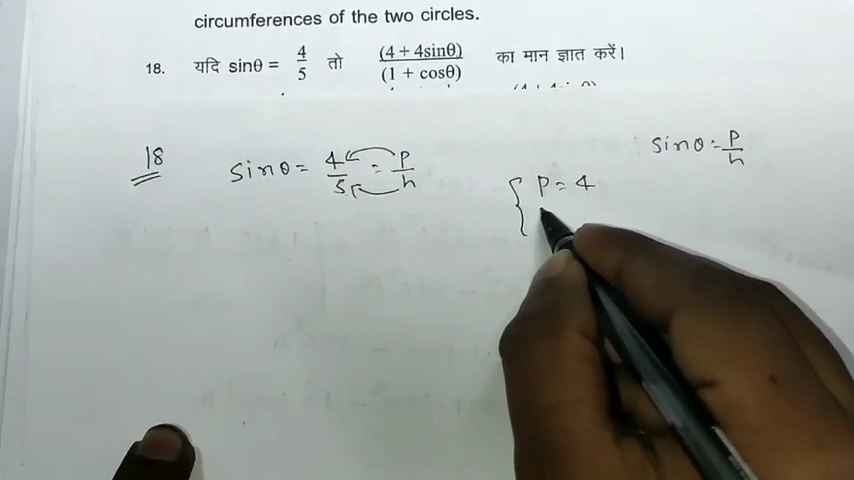 circumferences of the two circles.
18. यदि sinθ = 4/5 तो (4 + 4sinθ)/(1 + cosθ) का मान ज्ञात करें।
18 sinθ = 4/5 = P/h
sinθ = P/h
P = 4